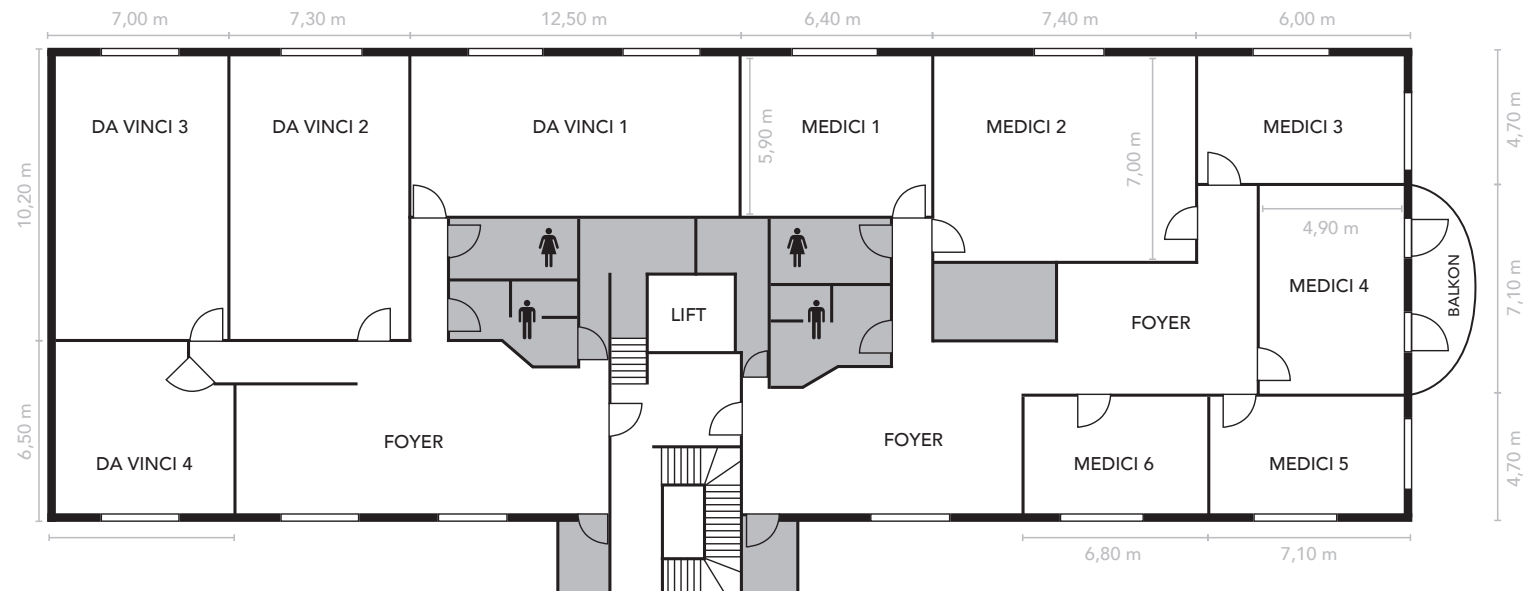 7,00 m
7,30 m
12,50 m
6,40 m
7,40 m
6,00 m
DA VINCI 3
DA VINCI 2
DA VINCI 1
5,90 m
MEDICI 1
MEDICI 2
7,00 m
MEDICI 3
4,70 m
10,20 m
4,90 m
MEDICI 4
BALKON
7,10 m
LIFT
FOYER
6,50 m
FOYER
FOYER
DA VINCI 4
MEDICI 6
MEDICI 5
4,70 m
6,80 m
7,10 m